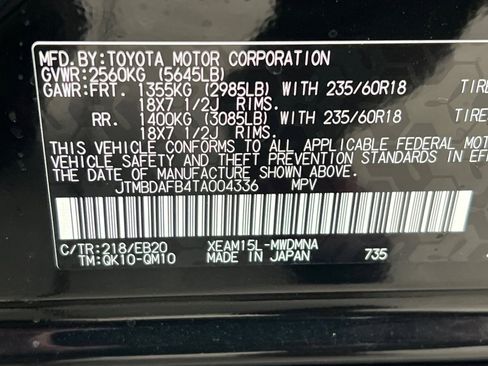 MFD.BY:TOYOTA MOTOR CORPORATION
GVWR:2560KG (5645LB)
GAWR:FRT. 1355KG (2985LB) WITH 235/60R18 TIRE
18X7 1/2J RIMS.
RR. 1400KG (3085LB) WITH 235/60R18 TIRE
18X7 1/2J RIMS.
THIS VEHICLE CONFORMS TO ALL APPLICABLE FEDERAL MOTOR
VEHICLE SAFETY AND THEFT PREVENTION STANDARDS IN EFFE
THE DATE OF MANUFACTURE SHOWN ABOVE.
JTMBDAFB4TA004336 MPV
C/TR:218/EB20 XEAM15L-MWDMNA
TM:QK10-QM10 MADE IN JAPAN 735